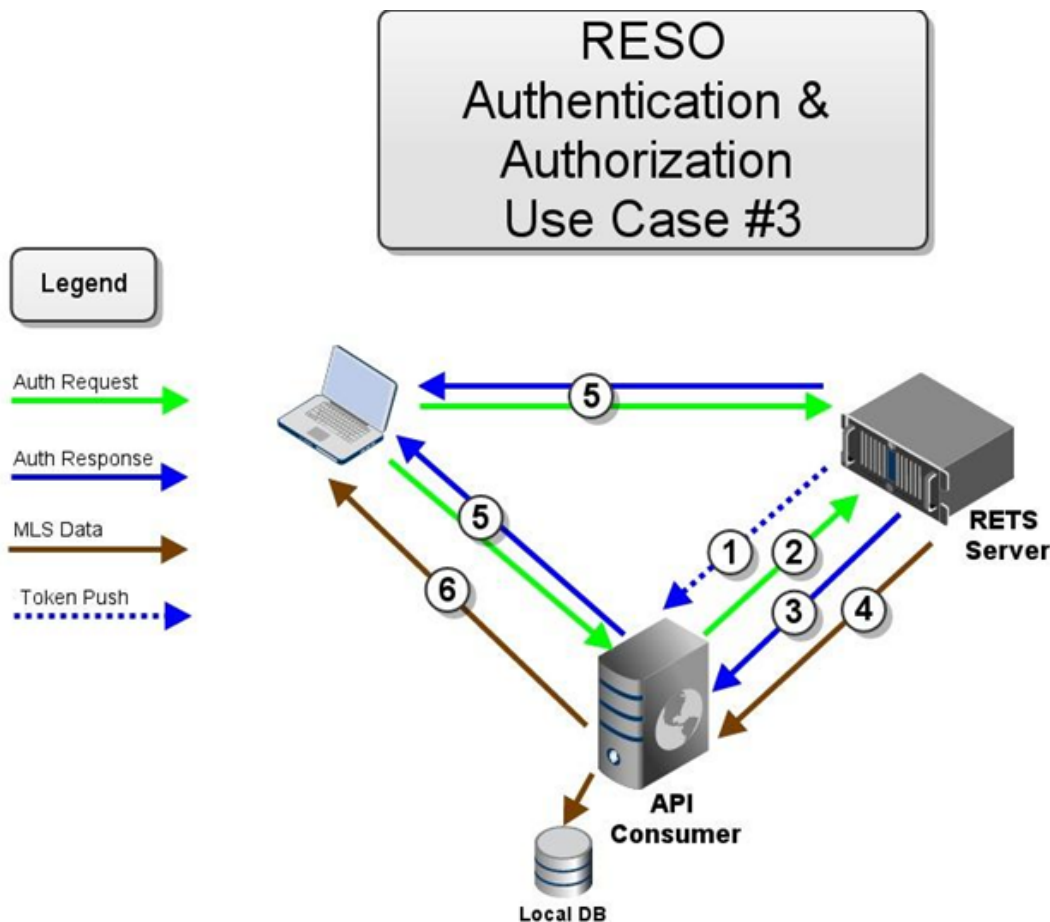 RESO
Authentication &
Authorization
Use Case #3
Legend
Auth Request
Auth Response
MLS Data
Token Push
5
5
1
2
3
4
6
RETS
Server
API
Consumer
Local DB